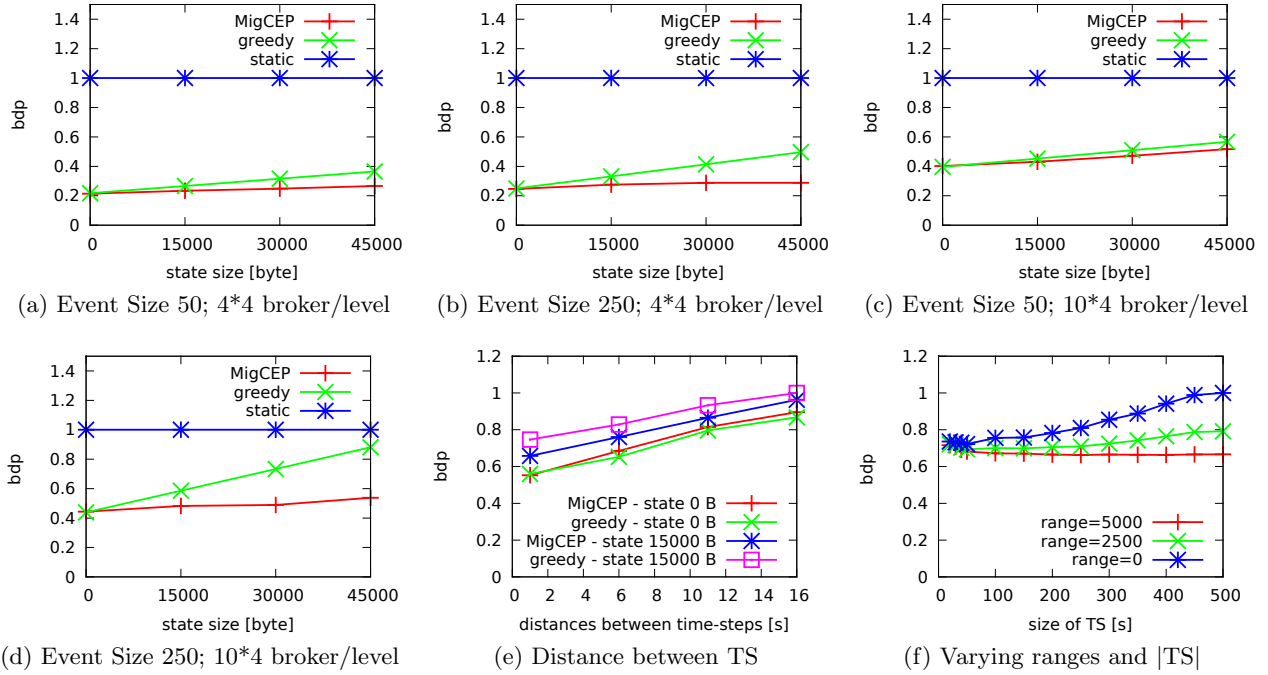 1.4
1.2
1
0.8
0.6
0.4
0.2
0
bdp
MigCEP
greedy
static
0 15000 30000 45000
state size [byte]
(a) Event Size 50; 4*4 broker/level
1.4
1.2
1
0.8
0.6
0.4
0.2
0
bdp
MigCEP
greedy
static
0 15000 30000 45000
state size [byte]
(b) Event Size 250; 4*4 broker/level
1.4
1.2
1
0.8
0.6
0.4
0.2
0
bdp
MigCEP
greedy
static
0 15000 30000 45000
state size [byte]
(c) Event Size 50; 10*4 broker/level
1.4
1.2
1
0.8
0.6
0.4
0.2
0
bdp
MigCEP
greedy
static
0 15000 30000 45000
state size [byte]
(d) Event Size 250; 10*4 broker/level
1.2
1
0.8
0.6
0.4
0.2
0
bdp
MigCEP - state 0 B
greedy - state 0 B
MigCEP - state 15000 B
greedy - state 15000 B
0 2 4 6 8 10 12 14 16
distances between time-steps [s]
(e) Distance between TS
1.2
1
0.8
0.6
0.4
0.2
0
bdp
range=5000
range=2500
range=0
0 100 200 300 400 500
size of TS [s]
(f) Varying ranges and |TS|